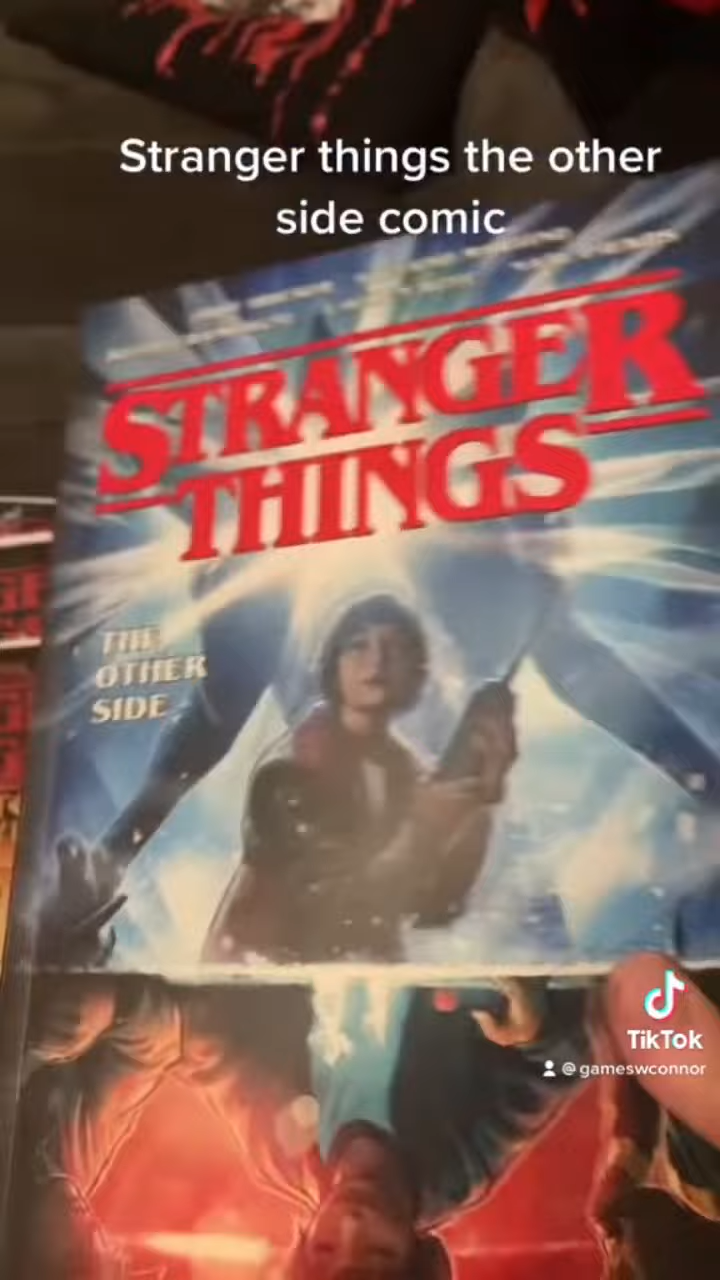 Stranger things the other
side comic
STRANGER
THINGS
THE
OTHER
SIDE
TikTok
@gameswconnor